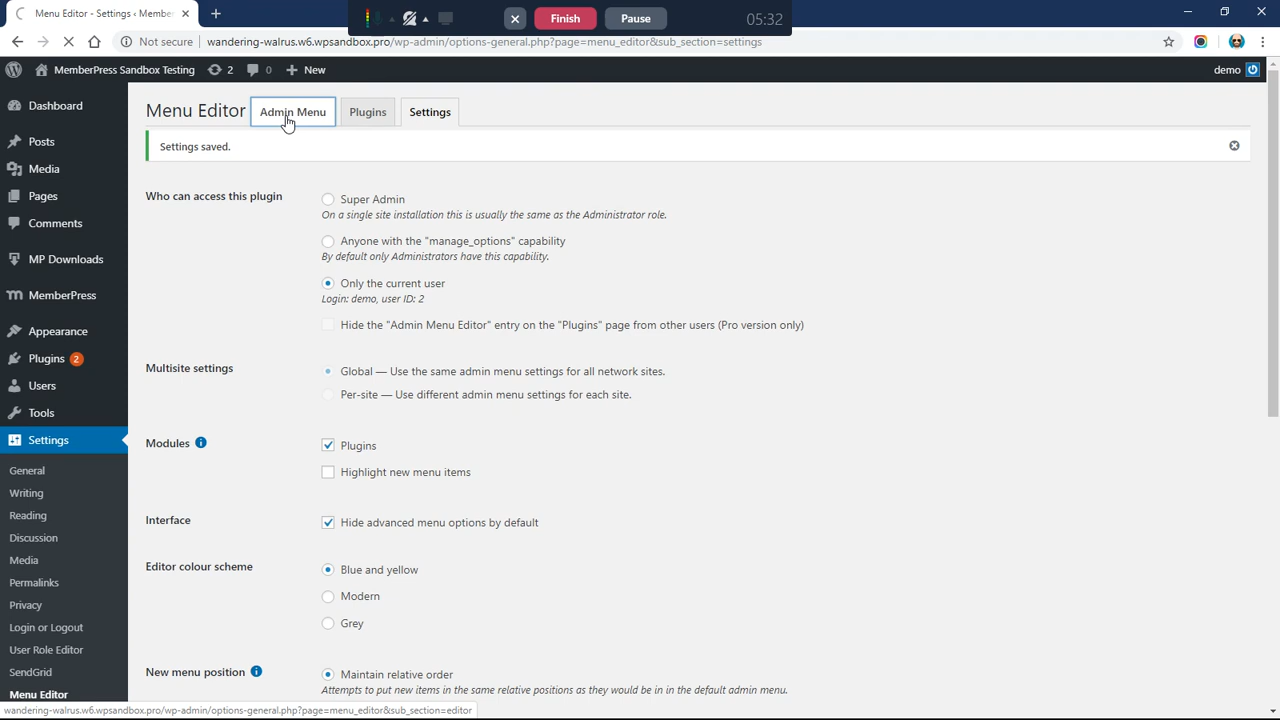 Menu Editor - Settings ‹ Member
Finish
Pause
05:32
Not secure
wandering-walrus.w6.wpsandbox.pro/wp-admin/options-general.php?page=menu_editor&sub_section=settings
MemberPress Sandbox Testing
2
0
New
demo
Dashboard
Posts
Media
Pages
Comments
MP Downloads
MemberPress
Appearance
Plugins 2
Users
Tools
Settings
General
Writing
Reading
Discussion
Media
Permalinks
Privacy
Login or Logout
User Role Editor
SendGrid
Menu Editor
Menu Editor
Admin Menu
Plugins
Settings
Settings saved.
Who can access this plugin
Super Admin
On a single site installation this is usually the same as the Administrator role.
Anyone with the "manage_options" capability
By default only Administrators have this capability.
Only the current user
Login: demo, user ID: 2
Hide the "Admin Menu Editor" entry on the "Plugins" page from other users (Pro version only)
Multisite settings
Global — Use the same admin menu settings for all network sites.
Per-site — Use different admin menu settings for each site.
Modules
Plugins
Highlight new menu items
Interface
Hide advanced menu options by default
Editor colour scheme
Blue and yellow
Modern
Grey
New menu position
Maintain relative order
Attempts to put new items in the same relative positions as they would be in in the default admin menu.
wandering-walrus.w6.wpsandbox.pro/wp-admin/options-general.php?page=menu_editor&sub_section=editor